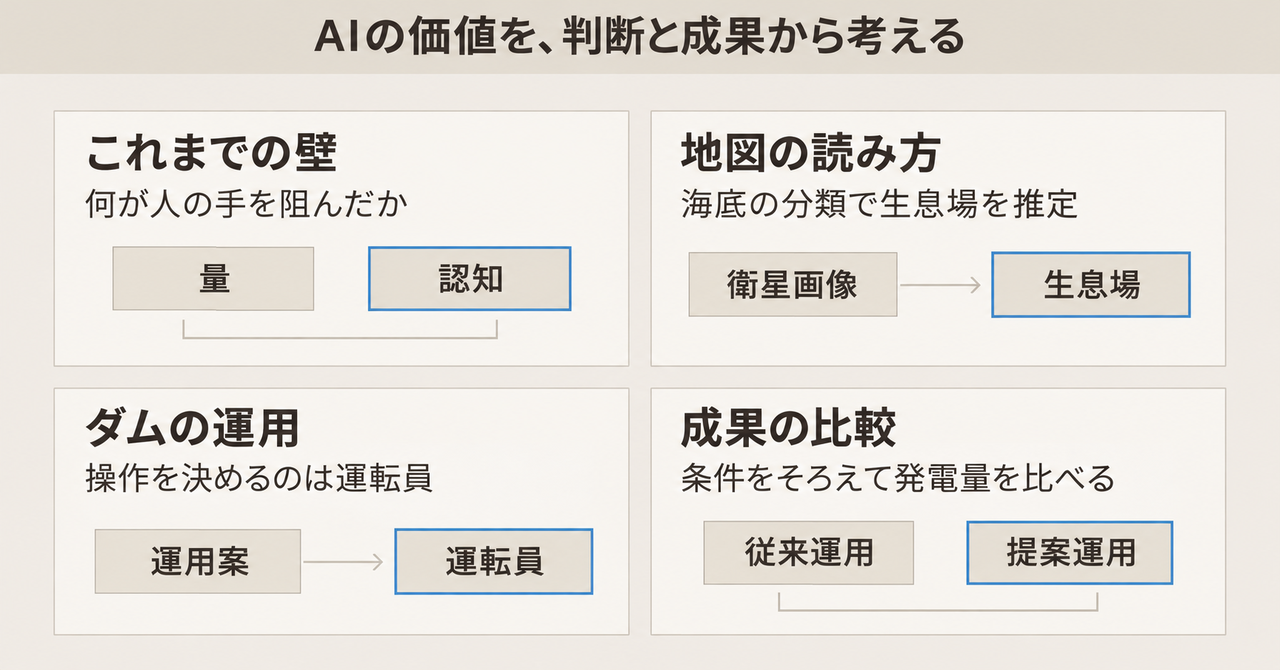 AIの価値を、判断と成果から考える
これまでの壁
何が人の手を阻んだか
量
認知
地図の読み方
海底の分類で生息場を推定
衛星画像
生息場
ダムの運用
操作を決めるのは運転員
運用案
運転員
成果の比較
条件をそろえて発電量を比べる
従来運用
提案運用